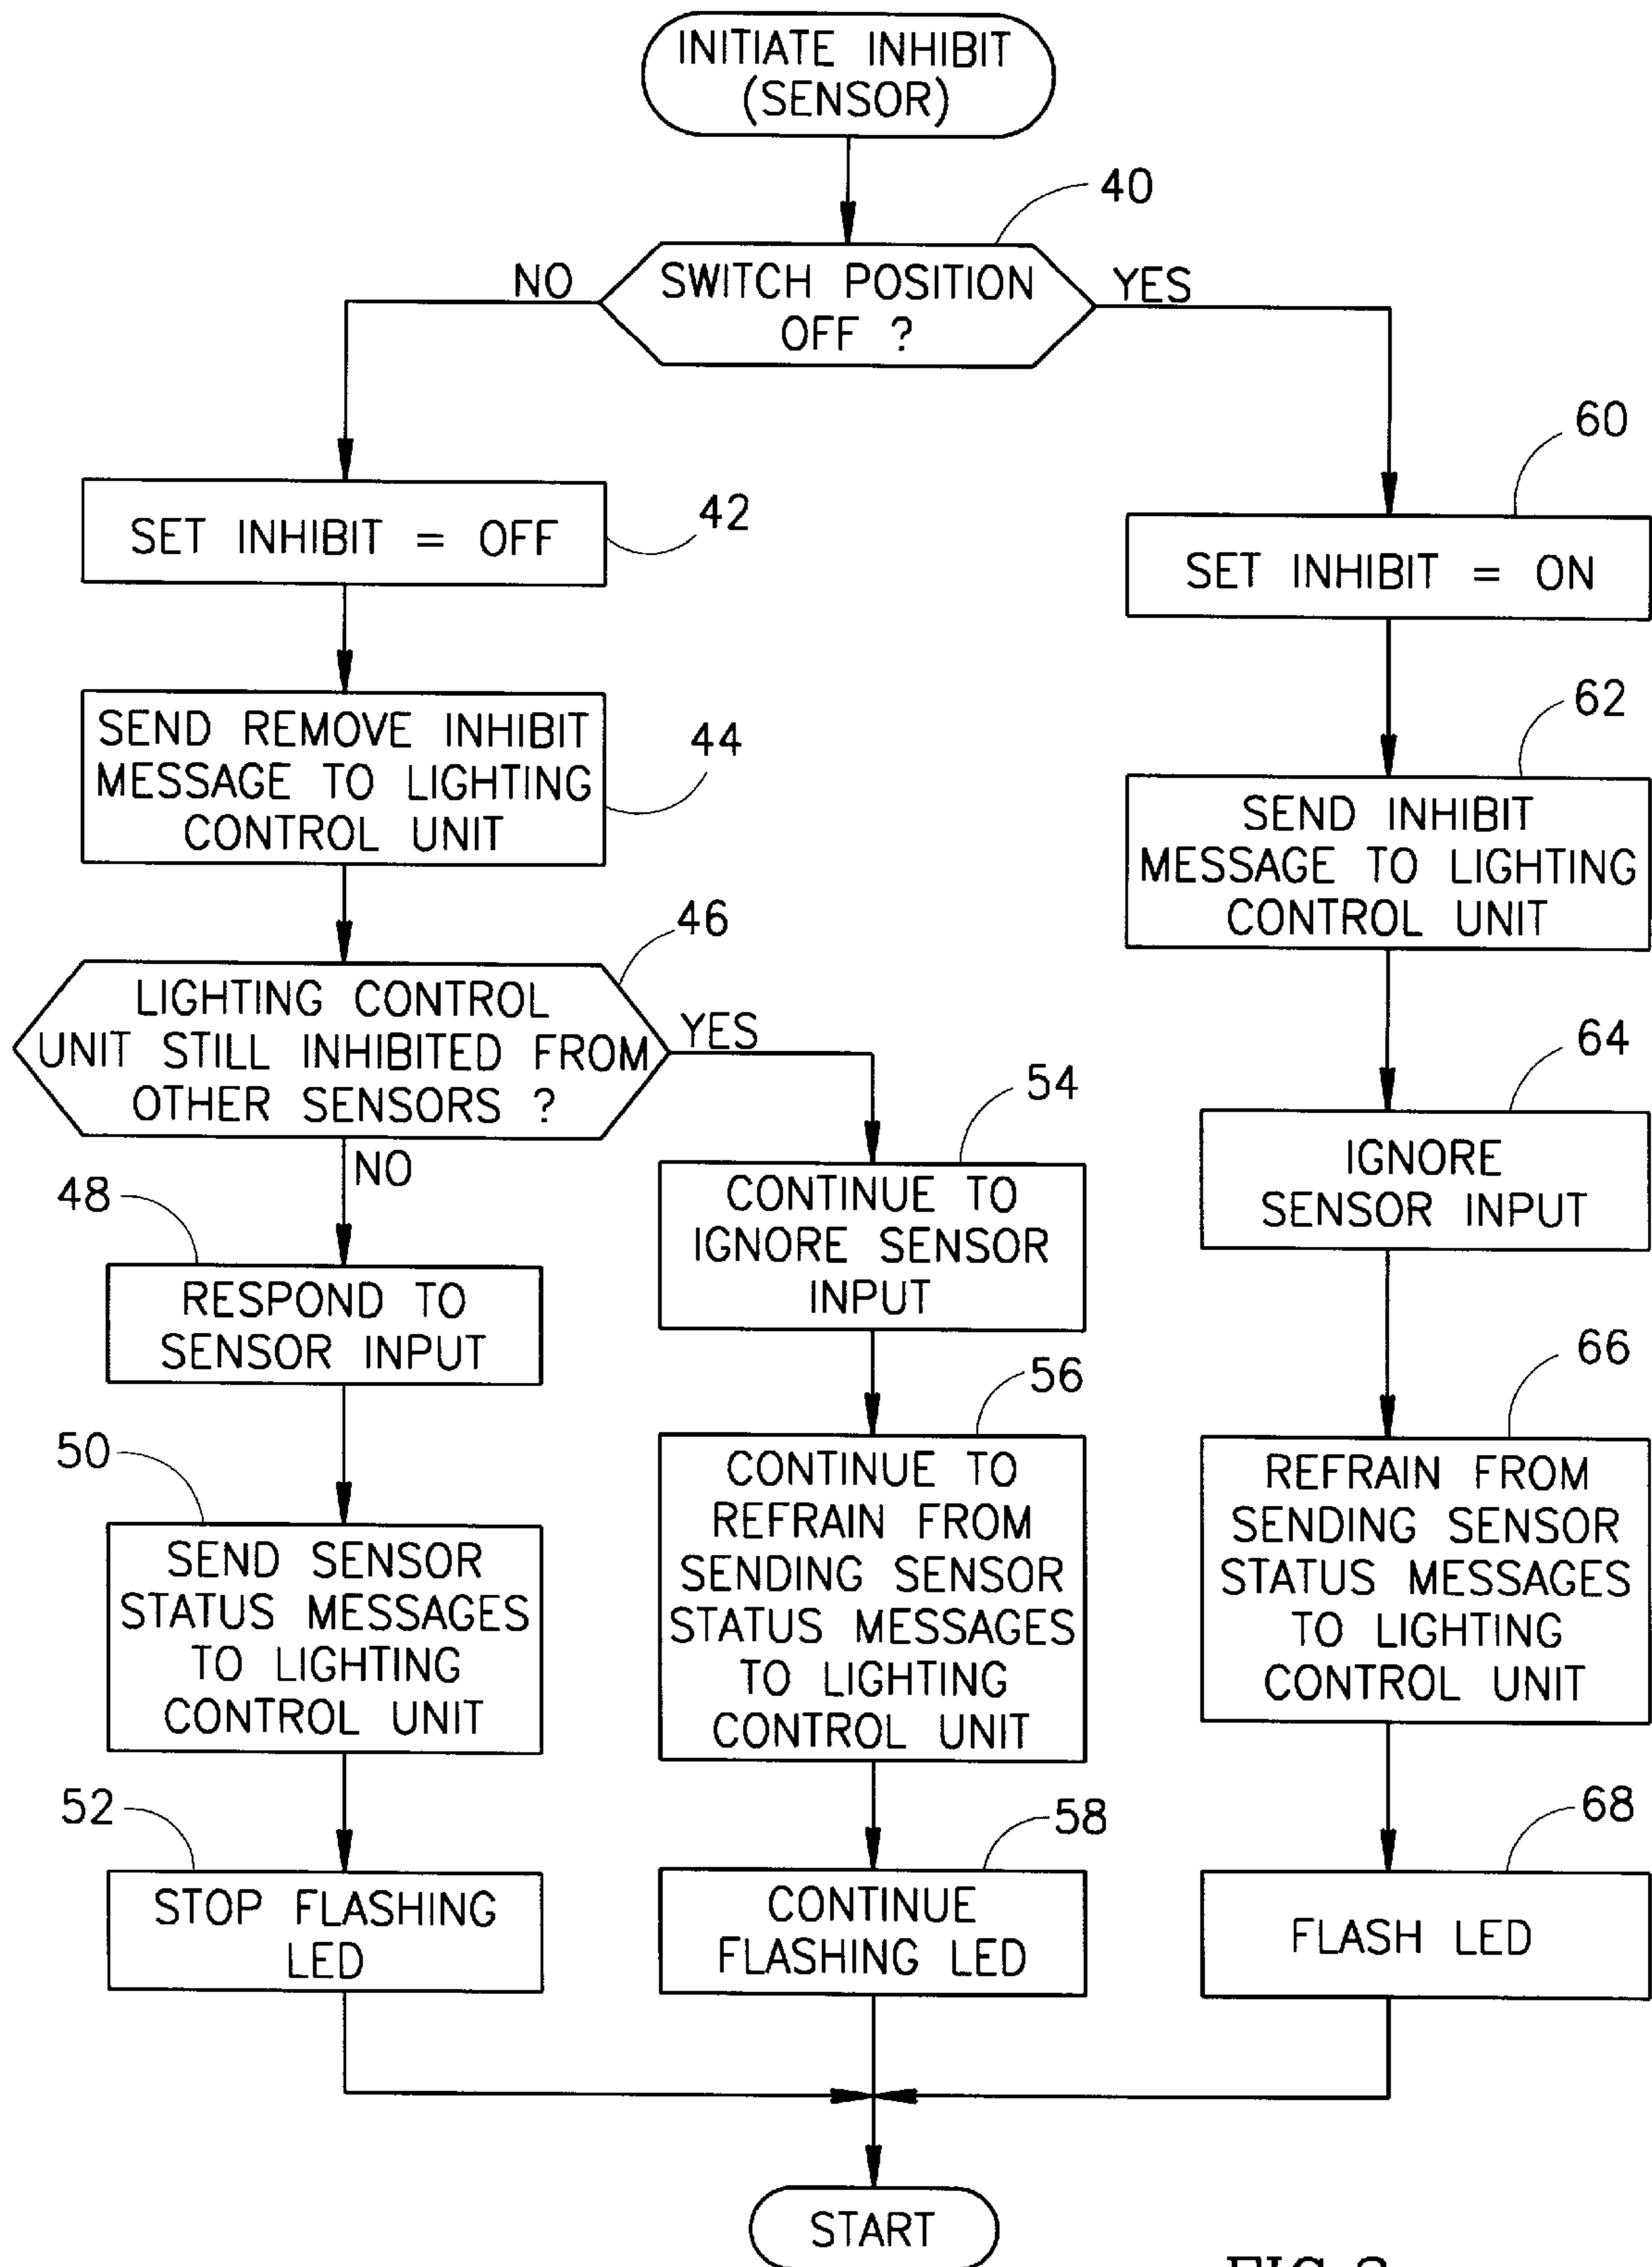 INITIATE INHIBIT
(SENSOR)
40
NO
SWITCH POSITION
OFF ?
YES
SET INHIBIT = OFF
42
SEND REMOVE INHIBIT
MESSAGE TO LIGHTING
CONTROL UNIT
44
LIGHTING CONTROL
UNIT STILL INHIBITED FROM
OTHER SENSORS ?
46
YES
NO
48
RESPOND TO
SENSOR INPUT
50
SEND SENSOR
STATUS MESSAGES
TO LIGHTING
CONTROL UNIT
52
STOP FLASHING
LED
54
CONTINUE TO
IGNORE SENSOR
INPUT
56
CONTINUE TO
REFRAIN FROM
SENDING SENSOR
STATUS MESSAGES
TO LIGHTING
CONTROL UNIT
58
CONTINUE
FLASHING LED
60
SET INHIBIT = ON
62
SEND INHIBIT
MESSAGE TO LIGHTING
CONTROL UNIT
64
IGNORE
SENSOR INPUT
66
REFRAIN FROM
SENDING SENSOR
STATUS MESSAGES
TO LIGHTING
CONTROL UNIT
68
FLASH LED
START